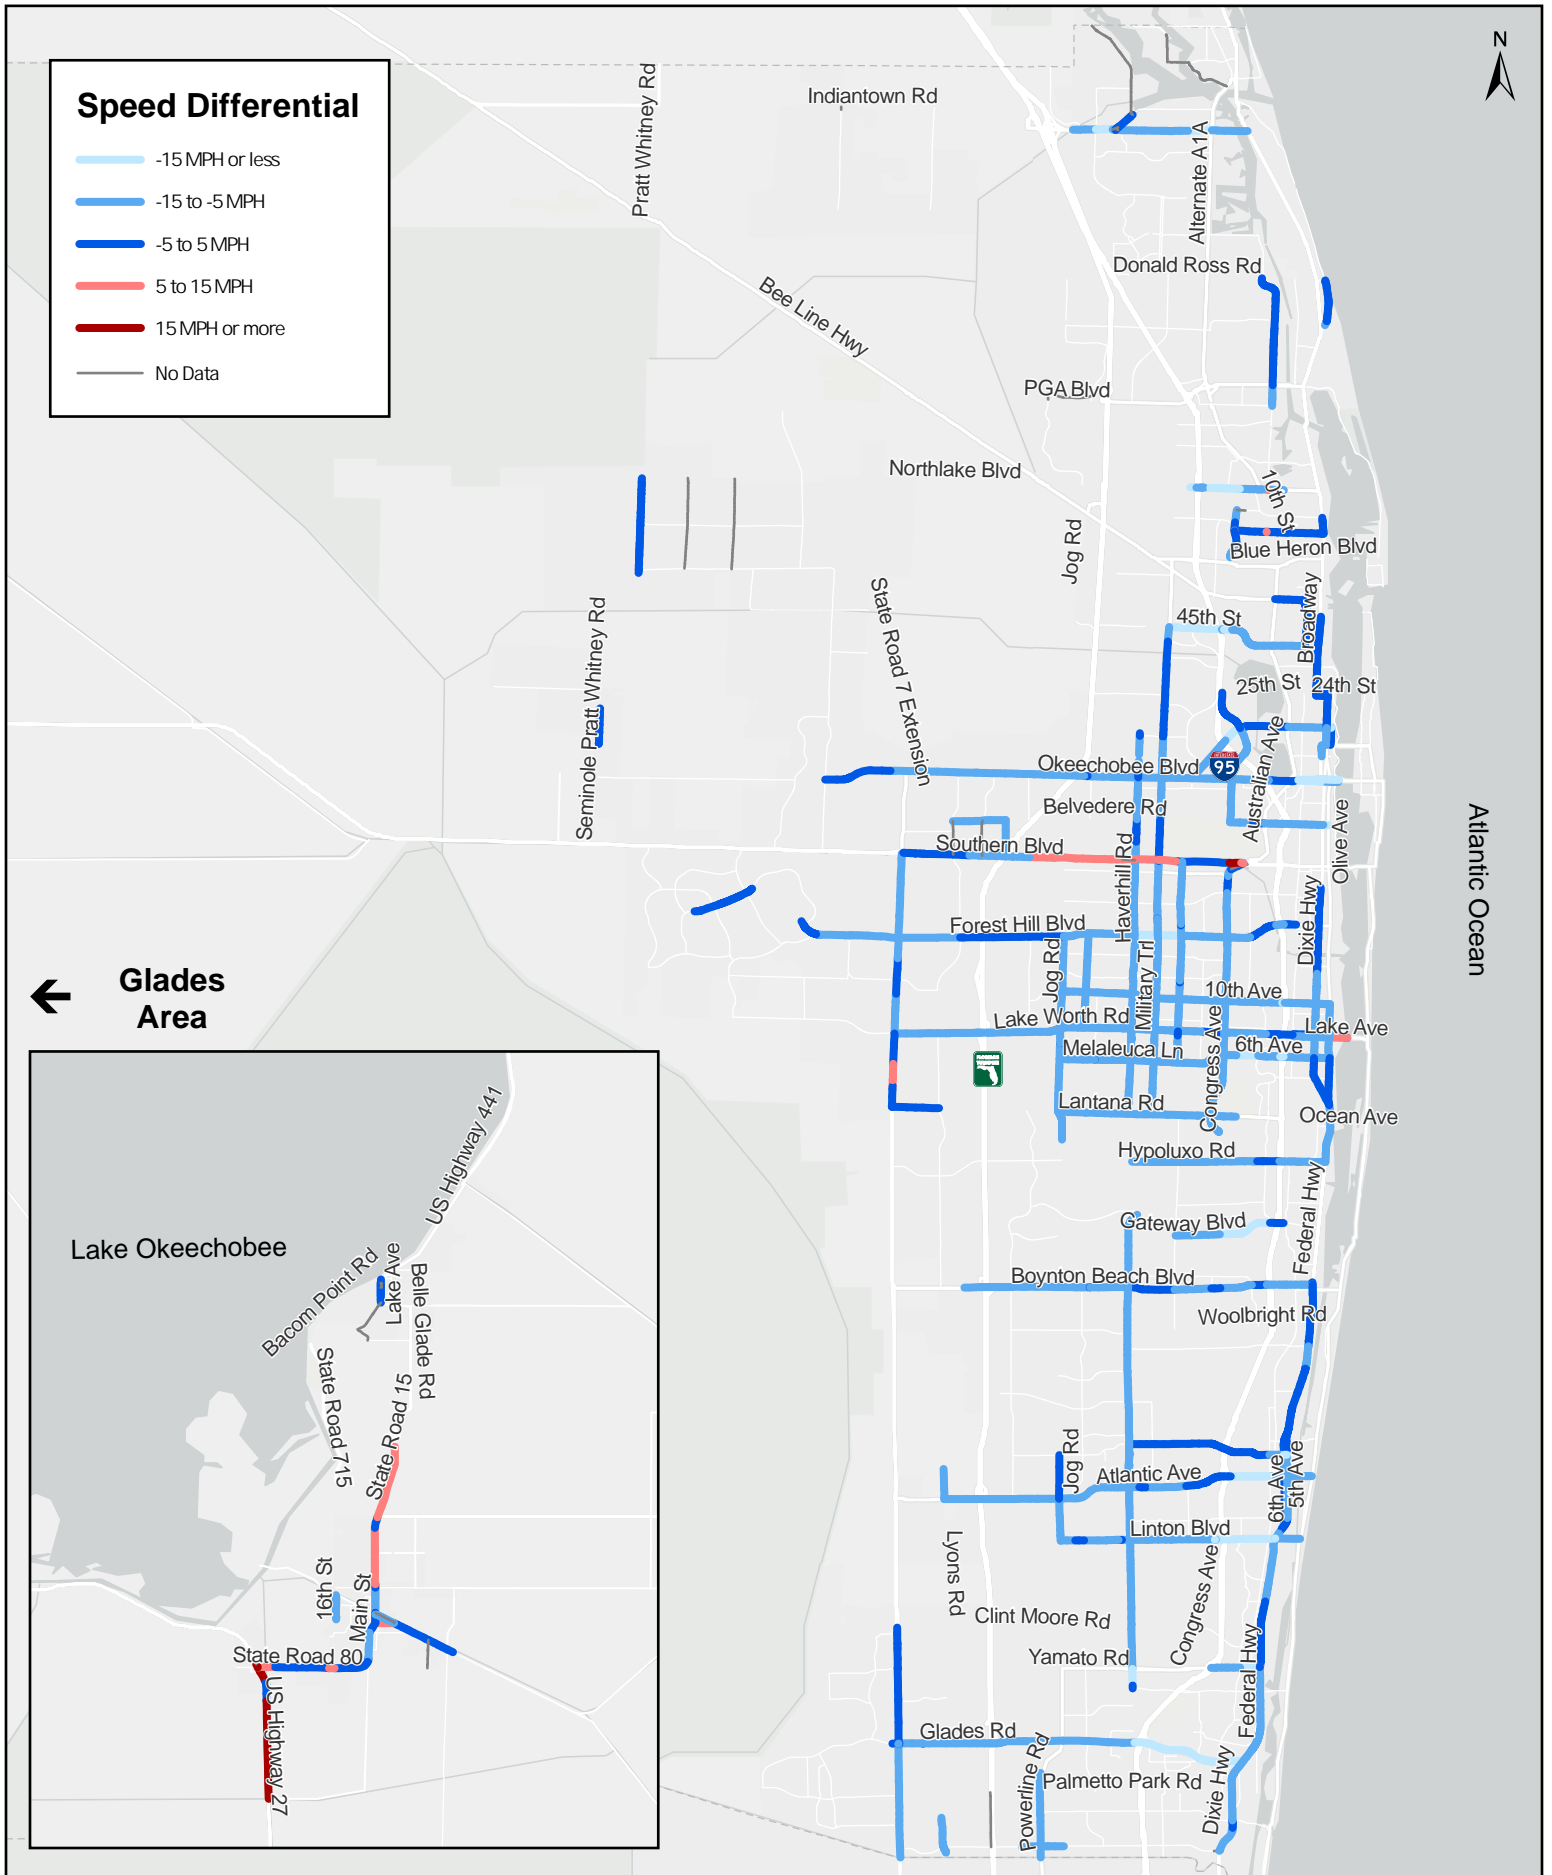 N
Speed Differential
-15 MPH or less
-15 to -5 MPH
-5 to 5 MPH
5 to 15 MPH
15 MPH or more
No Data
Pratt Whitney Rd
Indiantown Rd
Alternate A1A
Donald Ross Rd
Bee Line Hwy
PGA Blvd
Northlake Blvd
10th St
Jog Rd
Blue Heron Blvd
Broadway
45th St
State Road 7 Extension
Seminole Pratt Whitney Rd
25th St
24th St
Australian Ave
Okeechobee Blvd
95
Belvedere Rd
Olive Ave
Southern Blvd
Haverhill Rd
Atlantic Ocean
Dixie Hwy
Forest Hill Blvd
Jog Rd
Military Trl
Glades
Area
10th Ave
Lake Worth Rd
Congress Ave
Lake Ave
6th Ave
Melaleuca Ln
Lantana Rd
Ocean Ave
Hypoluxo Rd
Federal Hwy
Gateway Blvd
Boynton Beach Blvd
Woolbright Rd
Jog Rd
Atlantic Ave
6th Ave
5th Ave
Linton Blvd
Lyons Rd
Congress Ave
Clint Moore Rd
Yamato Rd
Federal Hwy
Glades Rd
Powerline Rd
Palmetto Park Rd
Dixie Hwy
US Highway 441
Lake Okeechobee
Bacom Point Rd
Lake Ave
Belle Glade Rd
State Road 715
State Road 15
16th St
Main St
State Road 80
US Highway 27